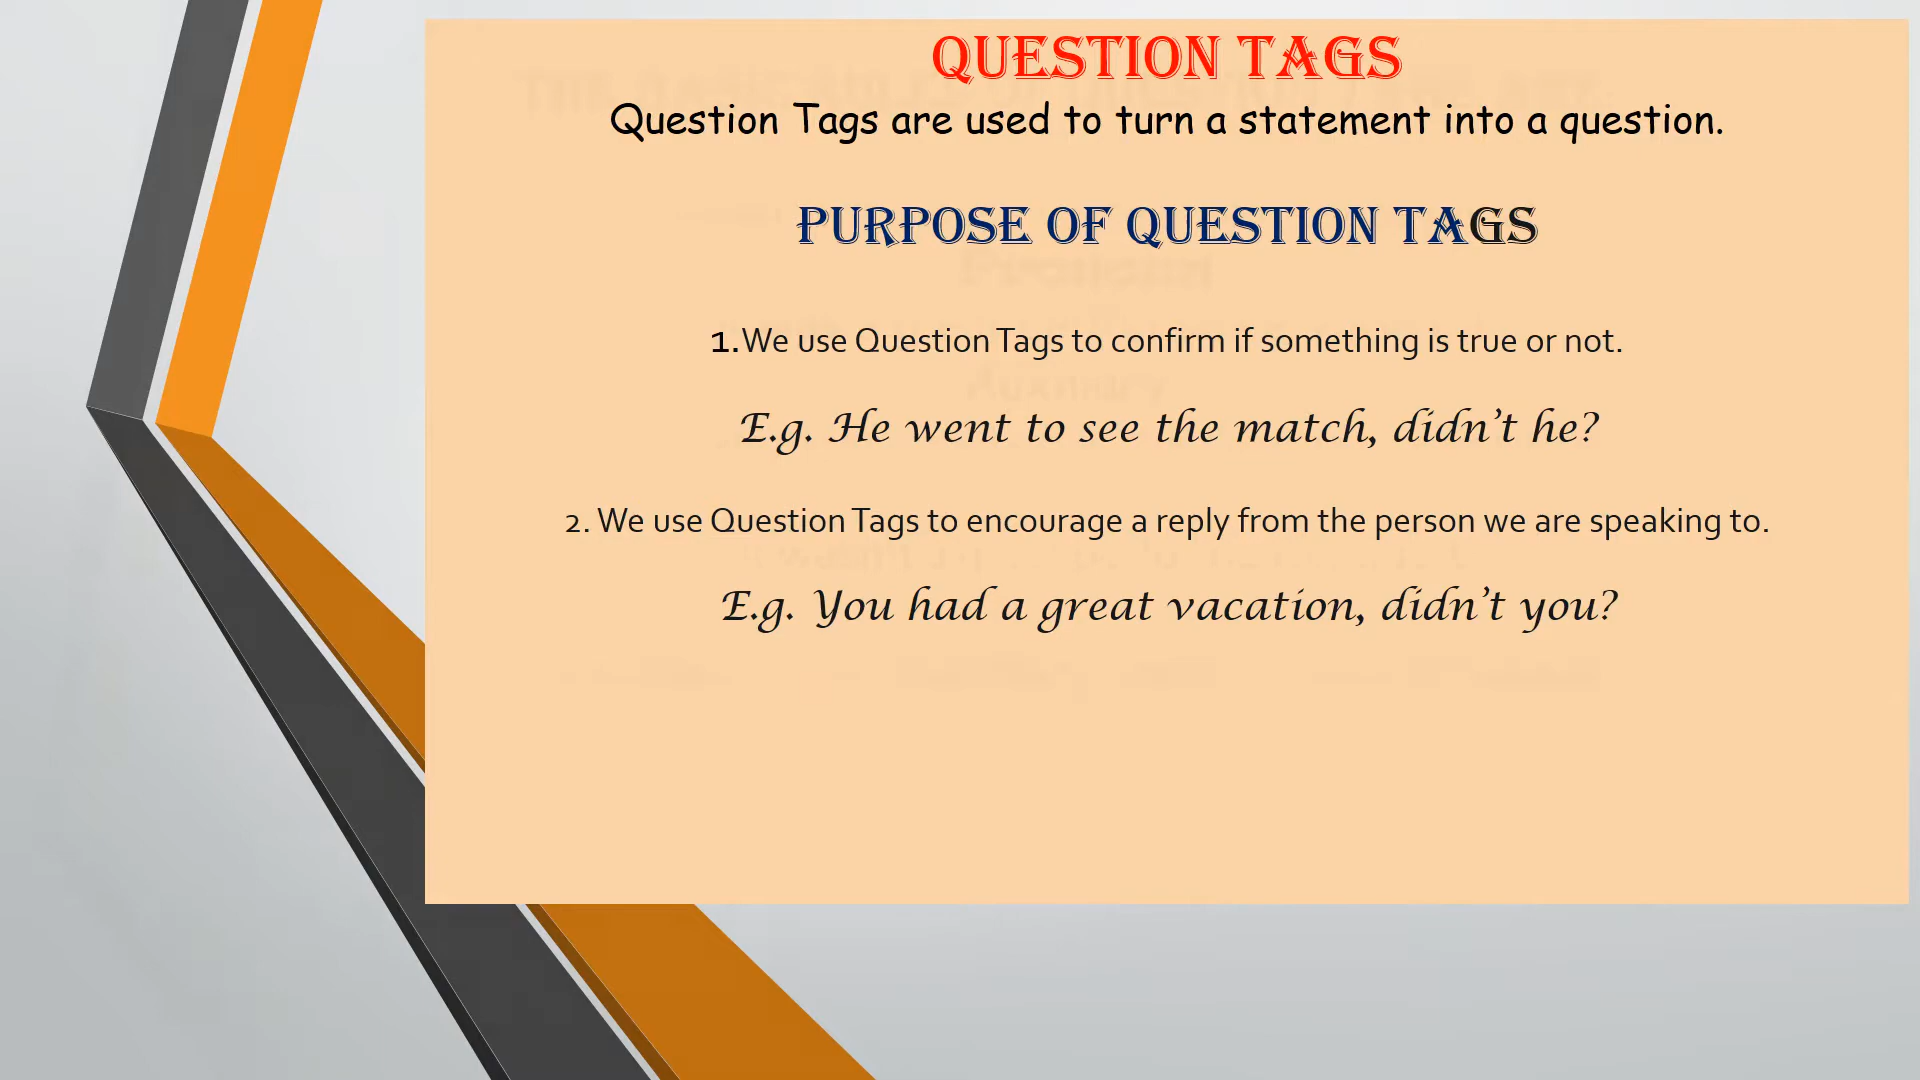 QUESTION TAGS
Question Tags are used to turn a statement into a question.
PURPOSE OF QUESTION TAGS
1.We use Question Tags to confirm if something is true or not.
E.g. He went to see the match, didn’t he?
2. We use Question Tags to encourage a reply from the person we are speaking to.
E.g. You had a great vacation, didn’t you?